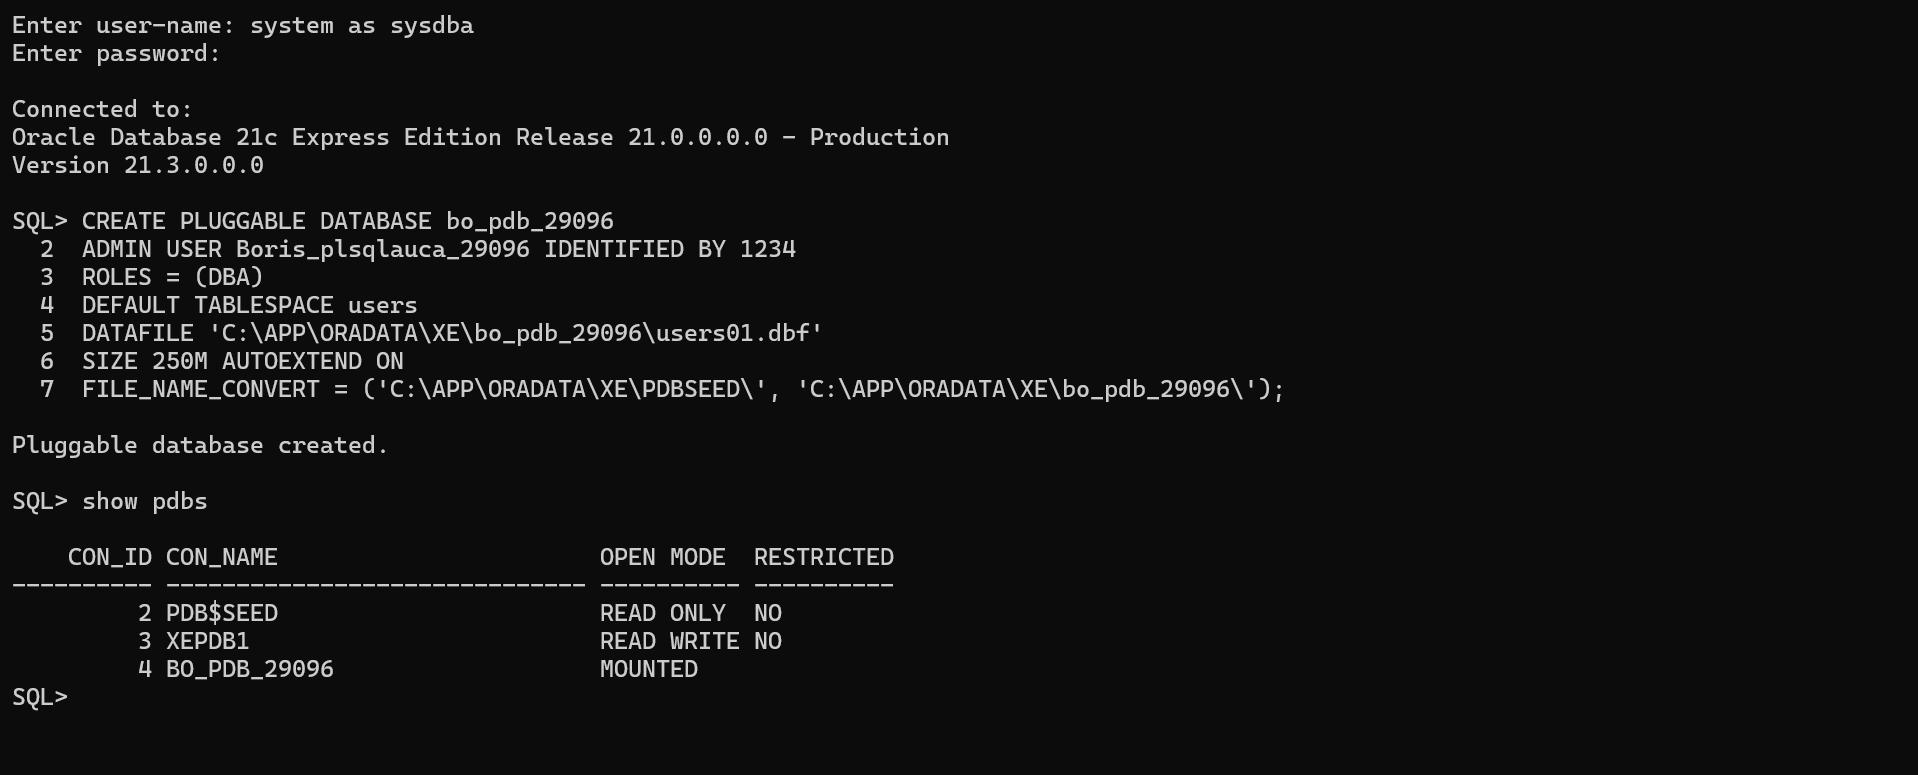 Enter user-name: system as sysdba
Enter password:
Connected to:
Oracle Database 21c Express Edition Release 21.0.0.0.0 - Production
Version 21.3.0.0.0
SQL> CREATE PLUGGABLE DATABASE bo_pdb_29096
  2  ADMIN USER Boris_plsqlauca_29096 IDENTIFIED BY 1234
  3  ROLES = (DBA)
  4  DEFAULT TABLESPACE users
  5  DATAFILE 'C:\APP\ORADATA\XE\bo_pdb_29096\users01.dbf'
  6  SIZE 250M AUTOEXTEND ON
  7  FILE_NAME_CONVERT = ('C:\APP\ORADATA\XE\PDBSEED\', 'C:\APP\ORADATA\XE\bo_pdb_29096\');
Pluggable database created.
SQL> show pdbs
    CON_ID CON_NAME                       OPEN MODE  RESTRICTED
---------- ------------------------------ ---------- ----------
         2 PDB$SEED                       READ ONLY  NO
         3 XEPDB1                         READ WRITE NO
         4 BO_PDB_29096                   MOUNTED
SQL>